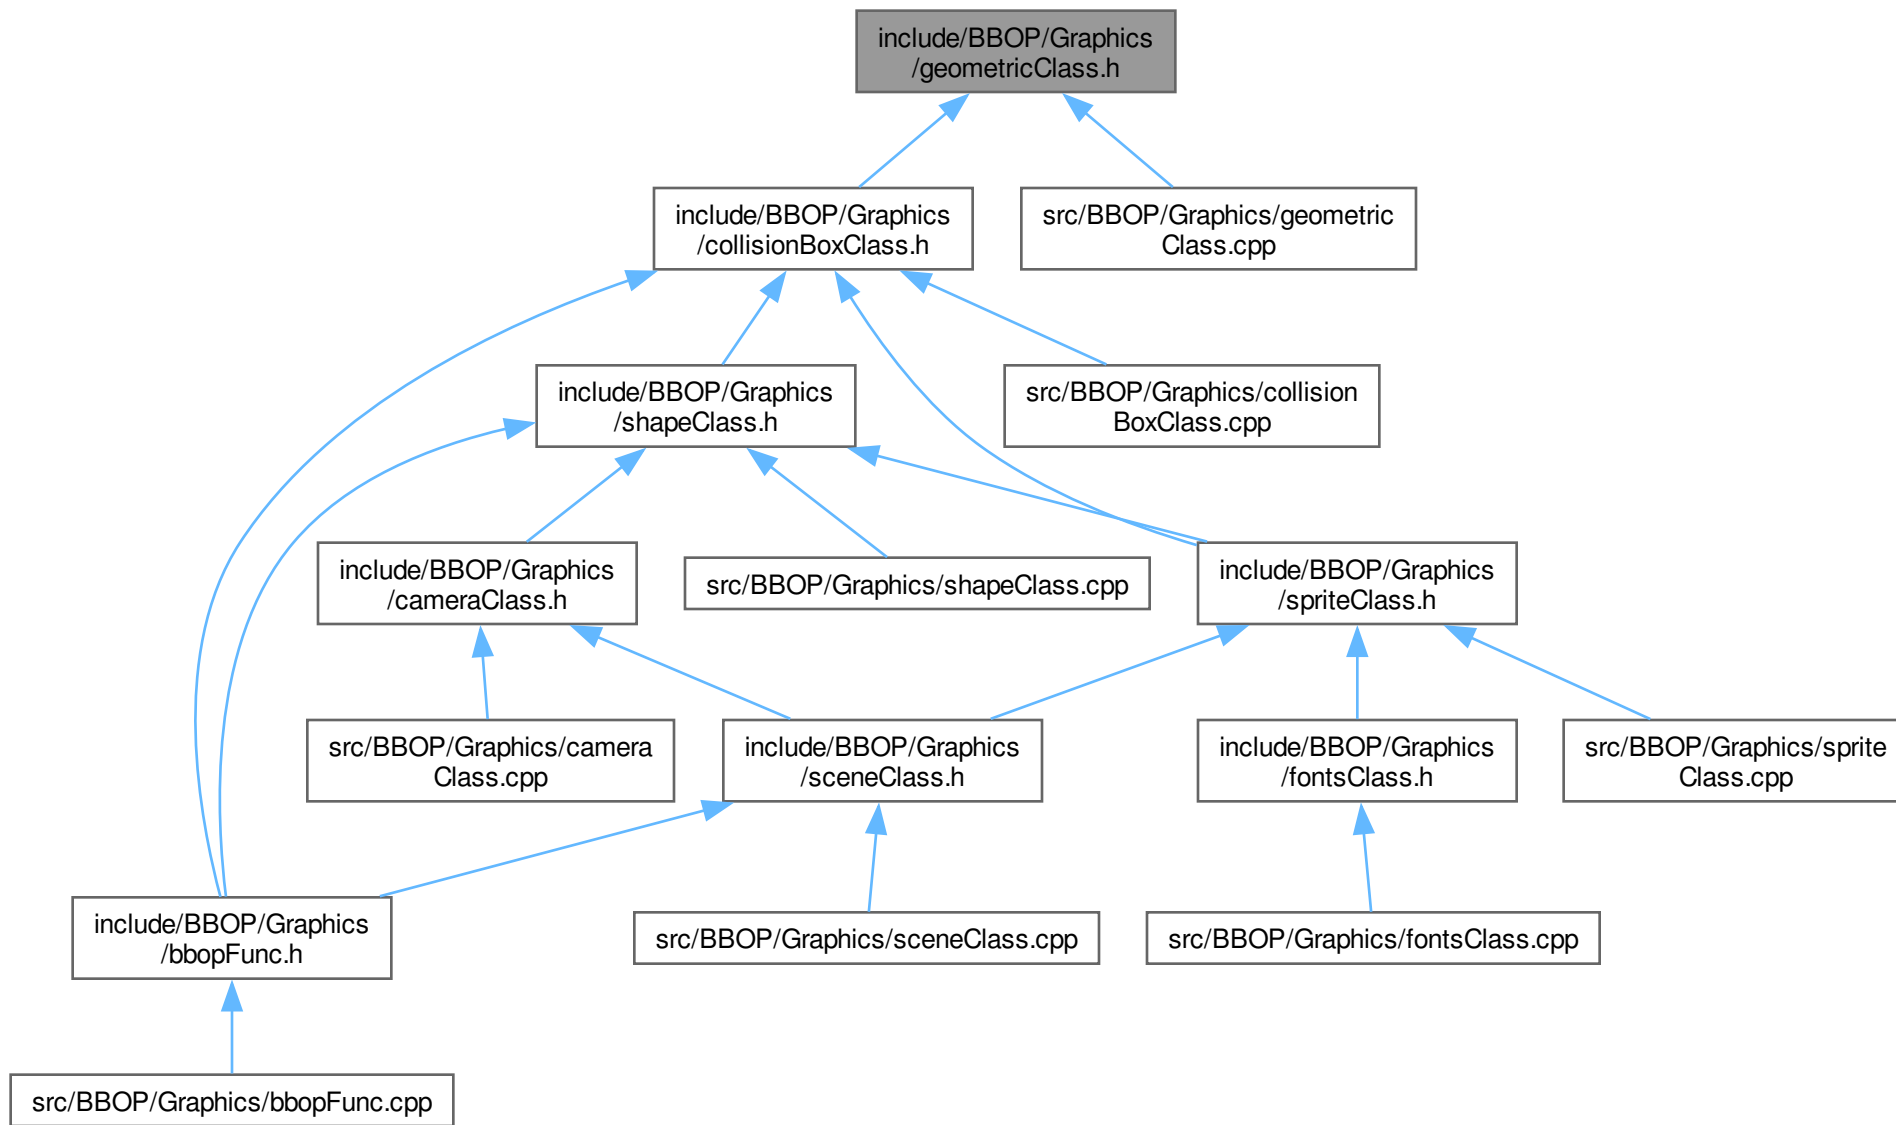 include/BBOP/Graphics
/geometricClass.h
include/BBOP/Graphics
/collisionBoxClass.h
src/BBOP/Graphics/geometric
Class.cpp
include/BBOP/Graphics
/shapeClass.h
src/BBOP/Graphics/collision
BoxClass.cpp
include/BBOP/Graphics
/cameraClass.h
src/BBOP/Graphics/shapeClass.cpp
include/BBOP/Graphics
/spriteClass.h
src/BBOP/Graphics/camera
Class.cpp
include/BBOP/Graphics
/sceneClass.h
include/BBOP/Graphics
/fontsClass.h
src/BBOP/Graphics/sprite
Class.cpp
include/BBOP/Graphics
/bbopFunc.h
src/BBOP/Graphics/sceneClass.cpp
src/BBOP/Graphics/fontsClass.cpp
src/BBOP/Graphics/bbopFunc.cpp